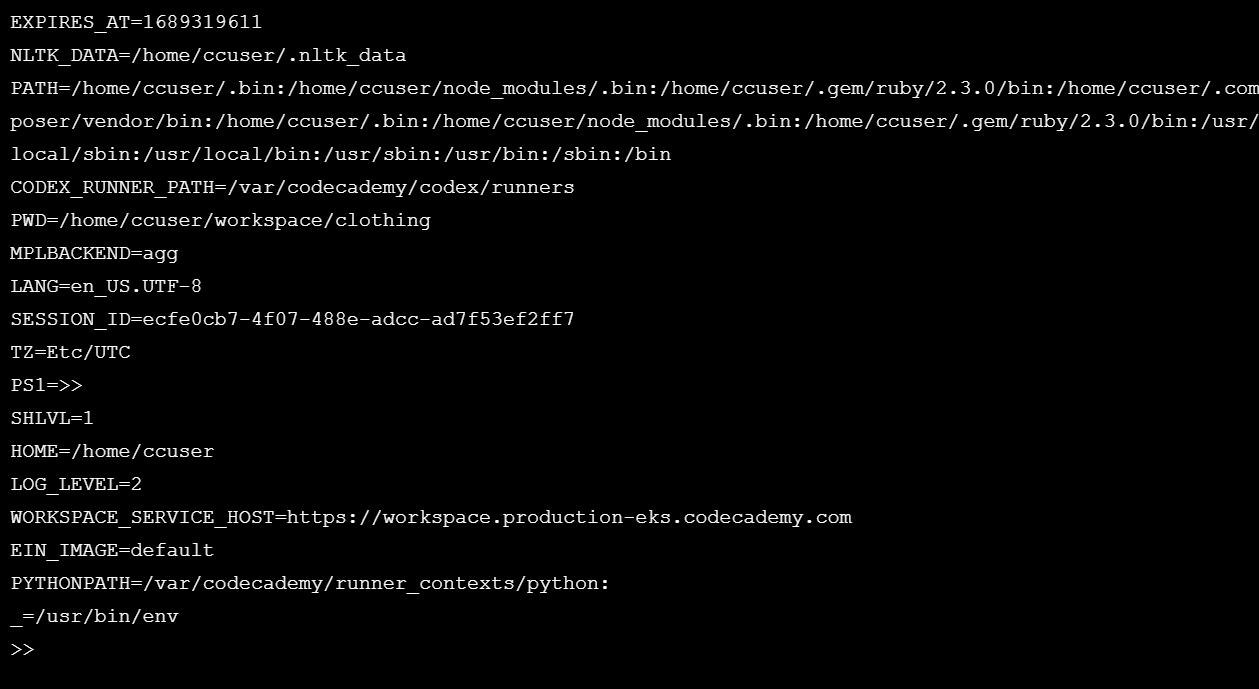 EXPIRES_AT=1689319611
NLTK_DATA=/home/ccuser/.nltk_data
PATH=/home/ccuser/.bin:/home/ccuser/node_modules/.bin:/home/ccuser/.gem/ruby/2.3.0/bin:/home/ccuser/.com
poser/vendor/bin:/home/ccuser/.bin:/home/ccuser/node_modules/.bin:/home/ccuser/.gem/ruby/2.3.0/bin:/usr/
local/sbin:/usr/local/bin:/usr/sbin:/usr/bin:/sbin:/bin
CODEX_RUNNER_PATH=/var/codecademy/codex/runners
PWD=/home/ccuser/workspace/clothing
MPLBACKEND=agg
LANG=en_US.UTF-8
SESSION_ID=ecfe0cb7-4f07-488e-adcc-ad7f53ef2ff7
TZ=Etc/UTC
PS1=>>
SHLVL=1
HOME=/home/ccuser
LOG_LEVEL=2
WORKSPACE_SERVICE_HOST=https://workspace.production-eks.codecademy.com
EIN_IMAGE=default
PYTHONPATH=/var/codecademy/runner_contexts/python:
_=/usr/bin/env
>>